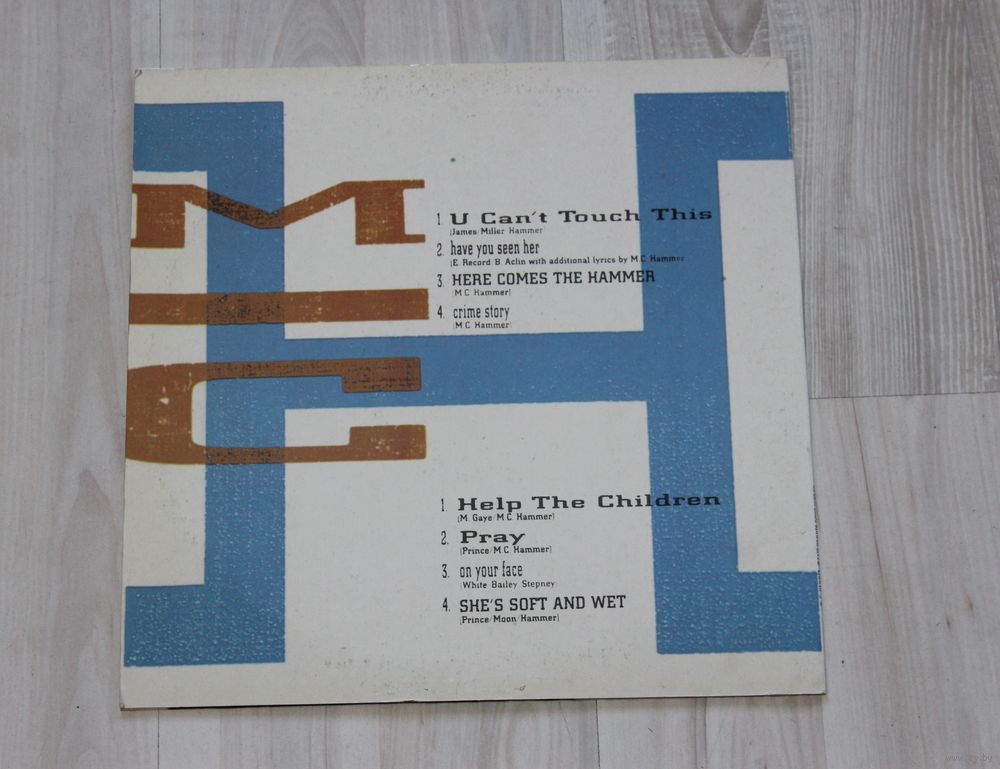 MC
H
1. U Can't Touch This
(James/Miller/Hammer
2. have you seen her
(E. Record/B. Aclin with additional lyrics by M.C. Hammer
3. HERE COMES THE HAMMER
(M.C. Hammer)
4. crime story
(M.C. Hammer)
1. Help The Children
(M. Gaye/M.C. Hammer)
2. Pray
(Prince/M.C. Hammer)
3. on your face
(White/Bailey/Stepney
4. SHE'S SOFT AND WET
(Prince/Moon/Hammer)